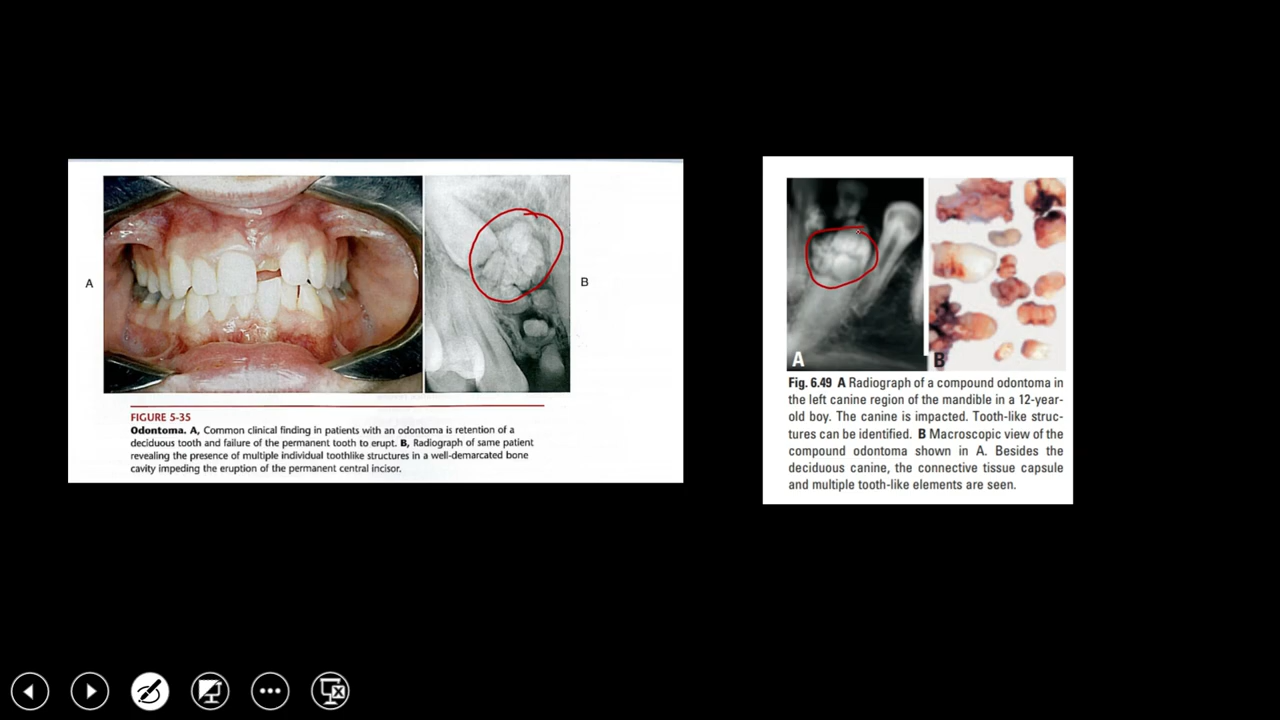 A
B
FIGURE 5-35
Odontoma. A, Common clinical finding in patients with an odontoma is retention of a
deciduous tooth and failure of the permanent tooth to erupt. B, Radiograph of same patient
revealing the presence of multiple individual toothlike structures in a well-demarcated bone
cavity impeding the eruption of the permanent central incisor.
A
B
Fig. 6.49 A Radiograph of a compound odontoma in
the left canine region of the mandible in a 12-year-
old boy. The canine is impacted. Tooth-like struc-
tures can be identified. B Macroscopic view of the
compound odontoma shown in A. Besides the
deciduous canine, the connective tissue capsule
and multiple tooth-like elements are seen.